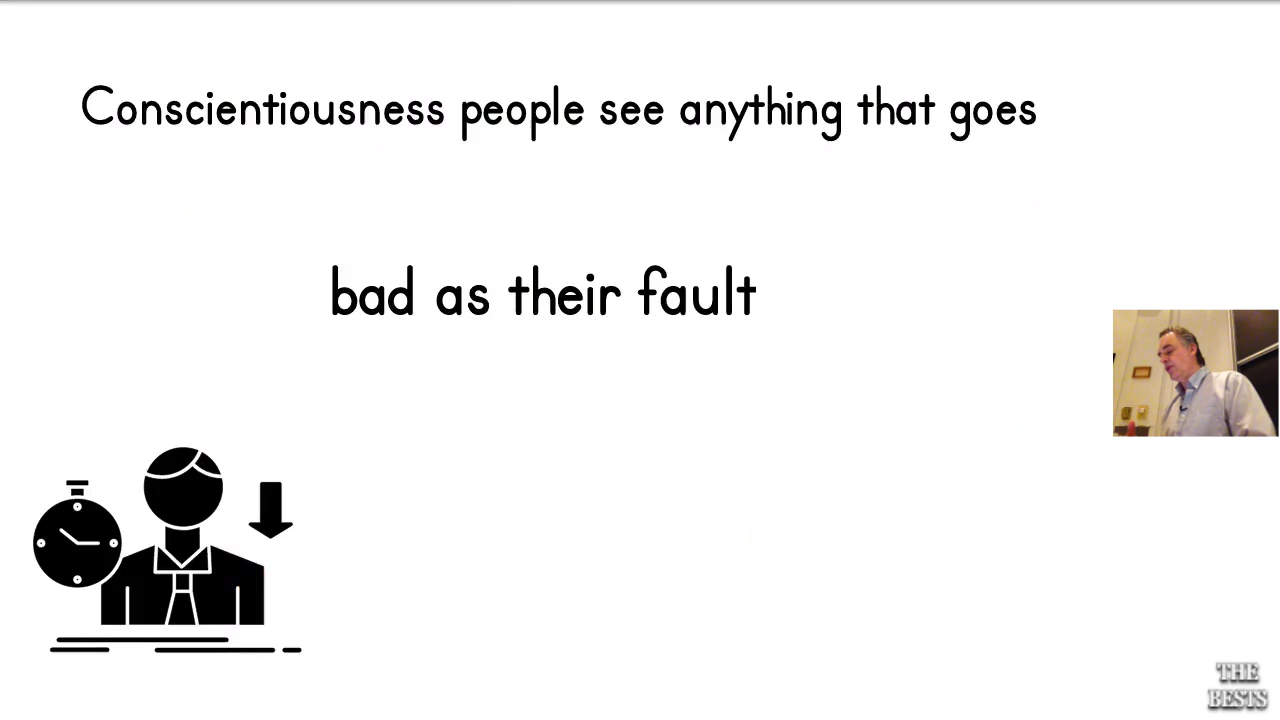 Conscientiousness people see anything that goes
bad as their fault
THE
BESTS